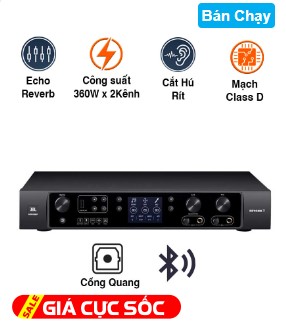 Bán Chạy
Echo
Reverb
Công suất
360W x 2Kênh
Cắt Hú
Rít
Mạch
Class D
Cổng Quang
SALE
GIÁ CỰC SỐC